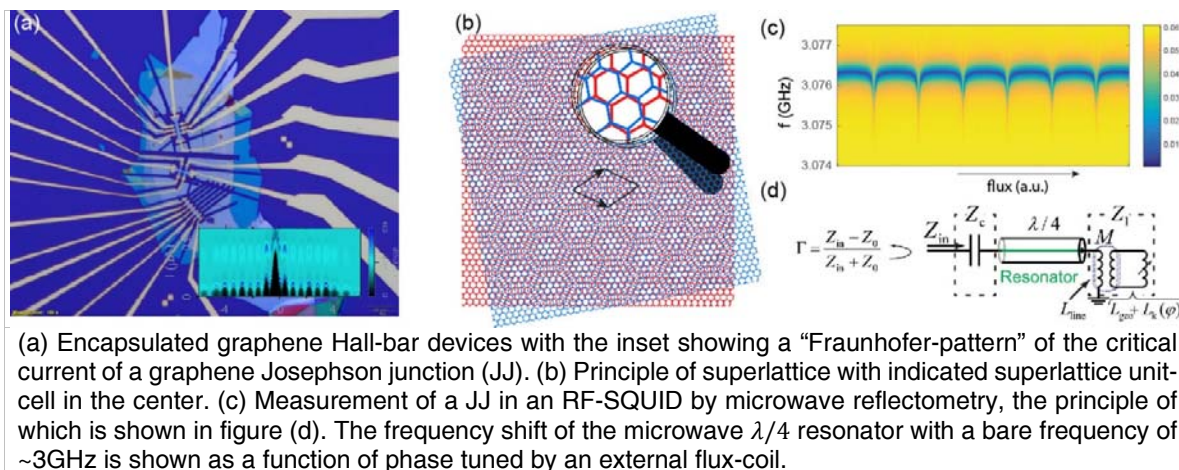 (a)
(b)
(c)
3.077
3.076
3.075
3.074
f (GHz)
flux (a.u.)
0.06
0.05
0.04
0.03
0.02
0.01
(d)
Γ = (Z_in − Z_0) / (Z_in + Z_0)
Z_in
Z_c
λ/4
Resonator
Z_l
M
L_line
L_geo + L_k(φ)
(a) Encapsulated graphene Hall-bar devices with the inset showing a “Fraunhofer-pattern” of the critical
current of a graphene Josephson junction (JJ). (b) Principle of superlattice with indicated superlattice unit-
cell in the center. (c) Measurement of a JJ in an RF-SQUID by microwave reflectometry, the principle of
which is shown in figure (d). The frequency shift of the microwave λ/4 resonator with a bare frequency of
~3GHz is shown as a function of phase tuned by an external flux-coil.